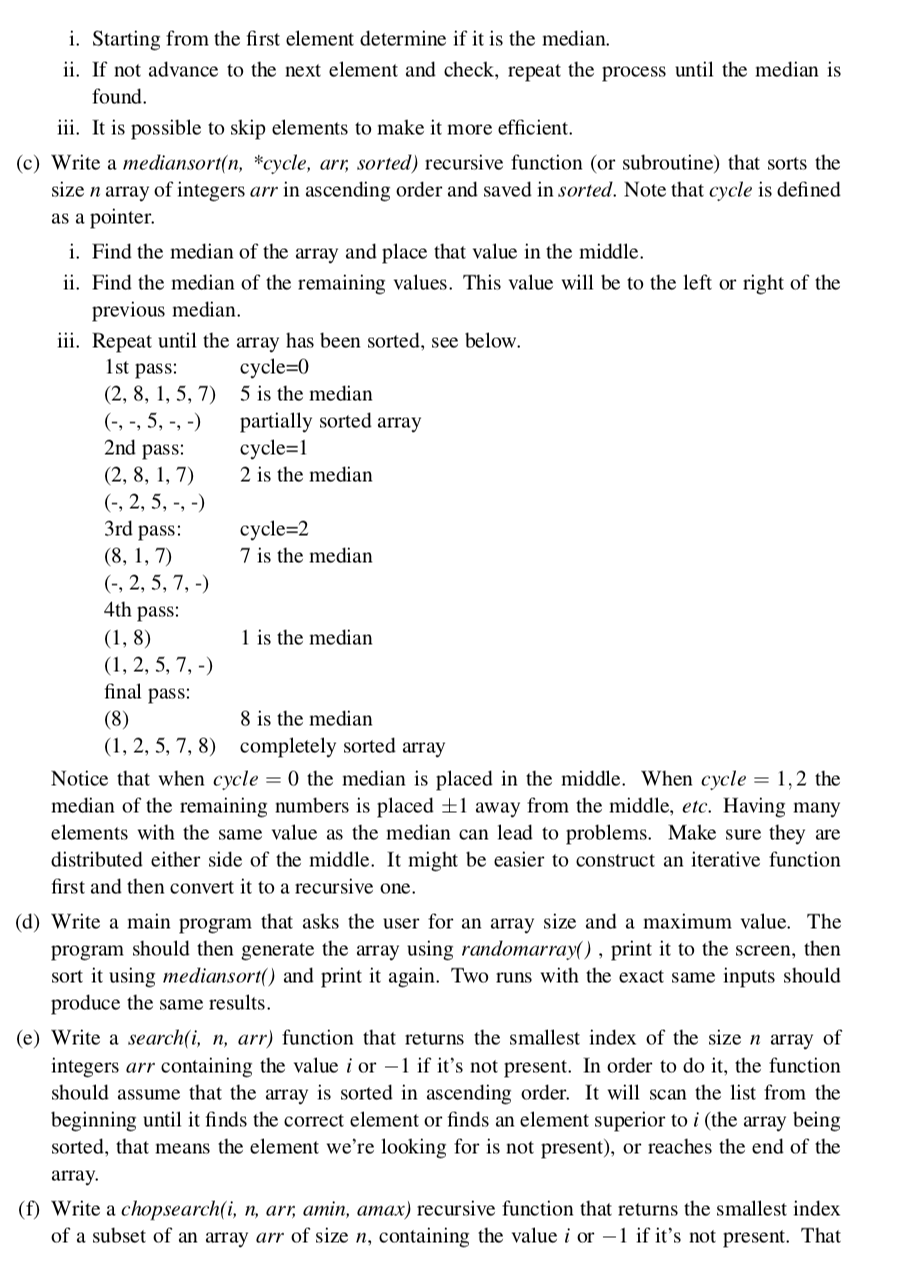 i. Starting from the first element determine if it is the median.
ii. If not advance to the next element and check, repeat the process until the median is
found.
iii. It is possible to skip elements to make it more efficient.
(c) Write a mediansort(n, *cycle, arr, sorted) recursive function (or subroutine) that sorts the
size n array of integers arr in ascending order and saved in sorted. Note that cycle is defined
as a pointer.
i. Find the median of the array and place that value in the middle.
ii. Find the median of the remaining values. This value will be to the left or right of the
previous median.
iii. Repeat until the array has been sorted, see below.
1st pass: cycle=0
(2, 8, 1, 5, 7) 5 is the median
(-, -, 5, -, -) partially sorted array
2nd pass: cycle=1
(2, 8, 1, 7) 2 is the median
(-, 2, 5, -, -)
3rd pass: cycle=2
(8, 1, 7) 7 is the median
(-, 2, 5, 7, -)
4th pass:
(1, 8) 1 is the median
(1, 2, 5, 7, -)
final pass:
(8) 8 is the median
(1, 2, 5, 7, 8) completely sorted array
Notice that when cycle = 0 the median is placed in the middle. When cycle = 1,2 the
median of the remaining numbers is placed ±1 away from the middle, etc. Having many
elements with the same value as the median can lead to problems. Make sure they are
distributed either side of the middle. It might be easier to construct an iterative function
first and then convert it to a recursive one.
(d) Write a main program that asks the user for an array size and a maximum value. The
program should then generate the array using randomarray() , print it to the screen, then
sort it using mediansort() and print it again. Two runs with the exact same inputs should
produce the same results.
(e) Write a search(i, n, arr) function that returns the smallest index of the size n array of
integers arr containing the value i or −1 if it's not present. In order to do it, the function
should assume that the array is sorted in ascending order. It will scan the list from the
beginning until it finds the correct element or finds an element superior to i (the array being
sorted, that means the element we're looking for is not present), or reaches the end of the
array.
(f) Write a chopsearch(i, n, arr, amin, amax) recursive function that returns the smallest index
of a subset of an array arr of size n, containing the value i or −1 if it's not present. That